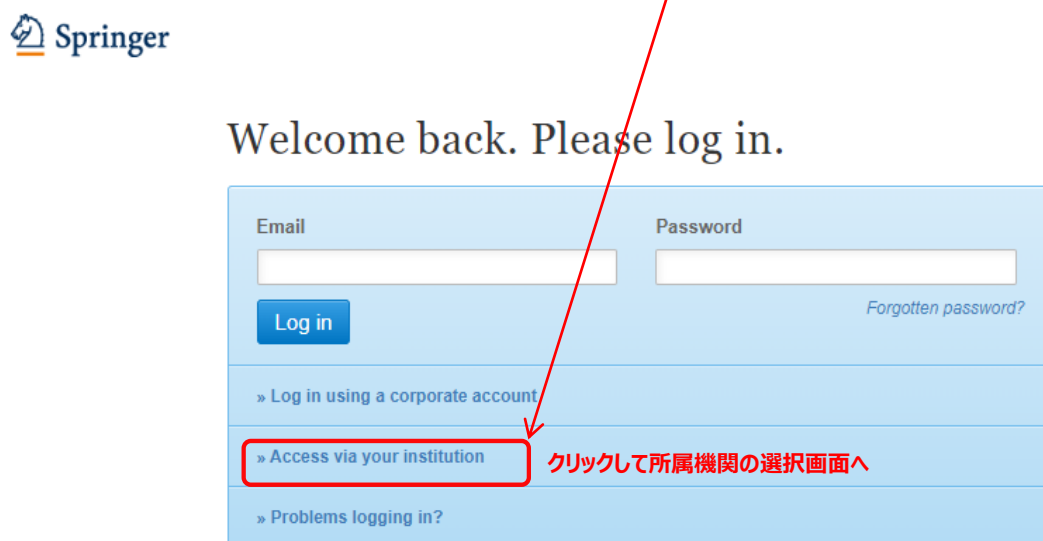 Springer
Welcome back. Please log in.
Email
Password
Log in
Forgotten password?
» Log in using a corporate account
» Access via your institution
クリックして所属機関の選択画面へ
» Problems logging in?